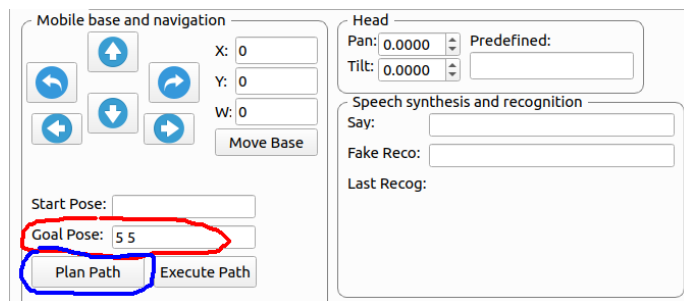 Mobile base and navigation
X: 0
Y: 0
W: 0
Move Base
Start Pose:
Goal Pose: 5 5
Plan Path Execute Path
Head
Pan: 0.0000 Predefined:
Tilt: 0.0000
Speech synthesis and recognition
Say:
Fake Reco:
Last Recog: